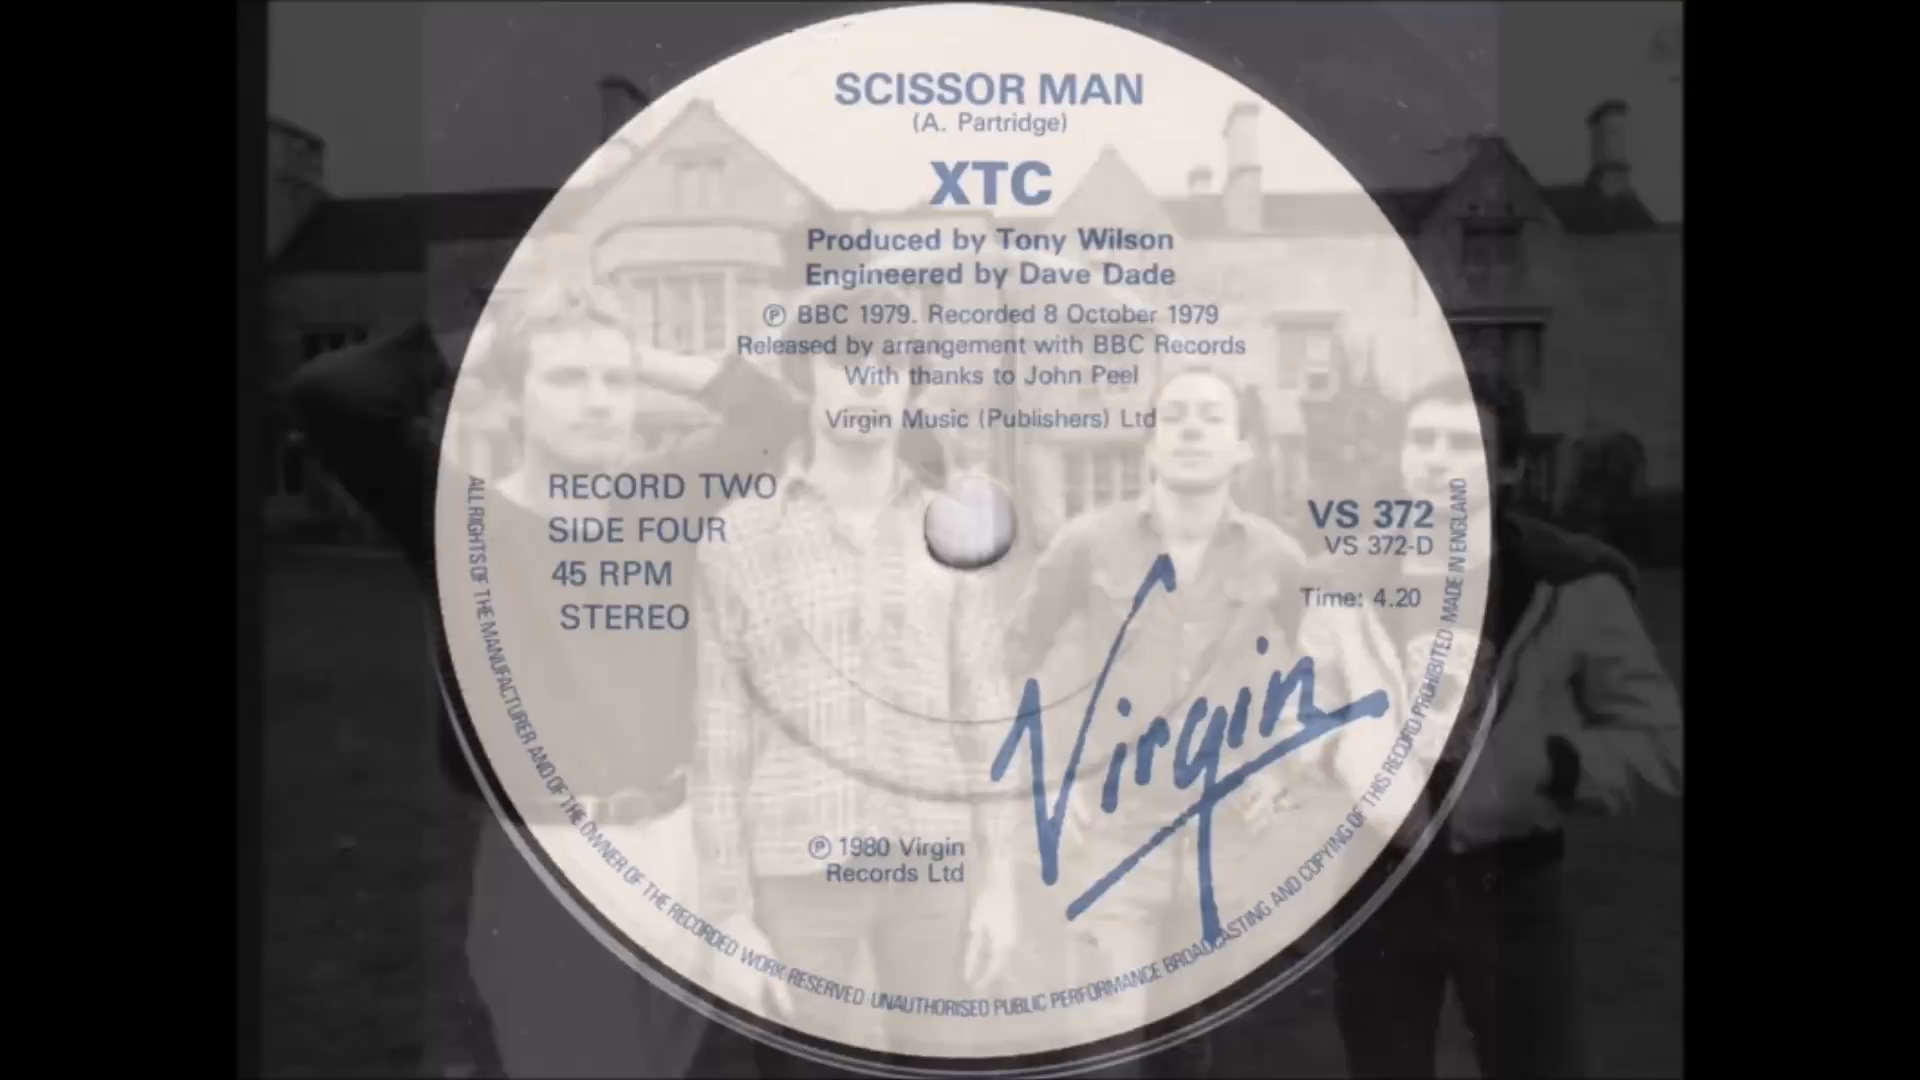 SCISSOR MAN
(A. Partridge)
XTC
Produced by Tony Wilson
Engineered by Dave Dade
Ⓟ BBC 1979. Recorded 8 October 1979
Released by arrangement with BBC Records
With thanks to John Peel
Virgin Music (Publishers) Ltd
RECORD TWO
SIDE FOUR
45 RPM
STEREO
VS 372
VS 372-D
Time: 4.20
Virgin
Ⓟ 1980 Virgin
Records Ltd
ALL RIGHTS OF THE MANUFACTURER AND OF THE OWNER OF THE RECORDED WORK RESERVED UNAUTHORISED PUBLIC PERFORMANCE BROADCASTING AND COPYING OF THIS RECORD PROHIBITED MADE IN ENGLAND